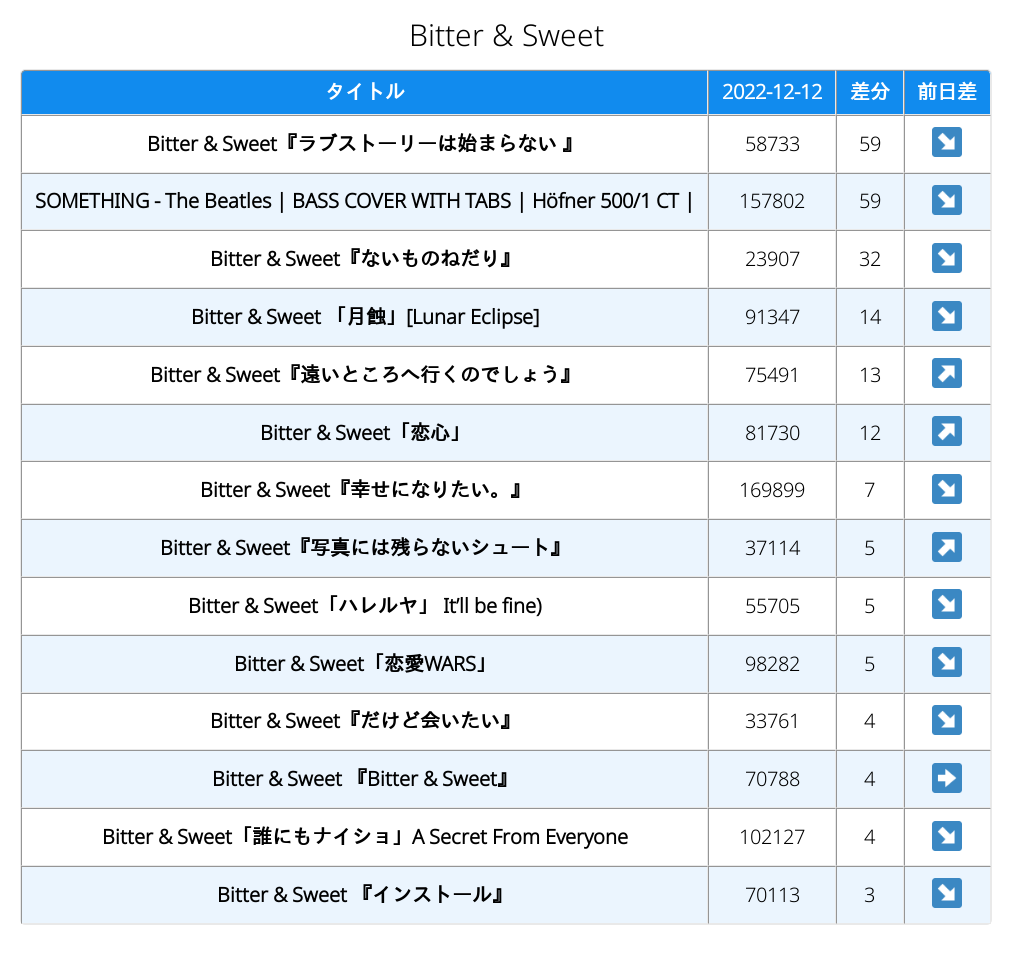 Bitter & Sweet
タイトル 2022-12-12 差分 前日差
Bitter & Sweet『ラブストーリーは始まらない 』 58733 59 ↘
SOMETHING - The Beatles | BASS COVER WITH TABS | Höfner 500/1 CT | 157802 59 ↘
Bitter & Sweet『ないものねだり』 23907 32 ↘
Bitter & Sweet 「月蝕」[Lunar Eclipse] 91347 14 ↘
Bitter & Sweet『遠いところへ行くのでしょう』 75491 13 ↗
Bitter & Sweet「恋心」 81730 12 ↗
Bitter & Sweet『幸せになりたい。』 169899 7 ↘
Bitter & Sweet『写真には残らないシュート』 37114 5 ↗
Bitter & Sweet「ハレルヤ」 It’ll be fine) 55705 5 ↘
Bitter & Sweet「恋愛WARS」 98282 5 ↘
Bitter & Sweet『だけど会いたい』 33761 4 ↘
Bitter & Sweet 『Bitter & Sweet』 70788 4 ➡
Bitter & Sweet「誰にもナイショ」A Secret From Everyone 102127 4 ↘
Bitter & Sweet 『インストール』 70113 3 ↘